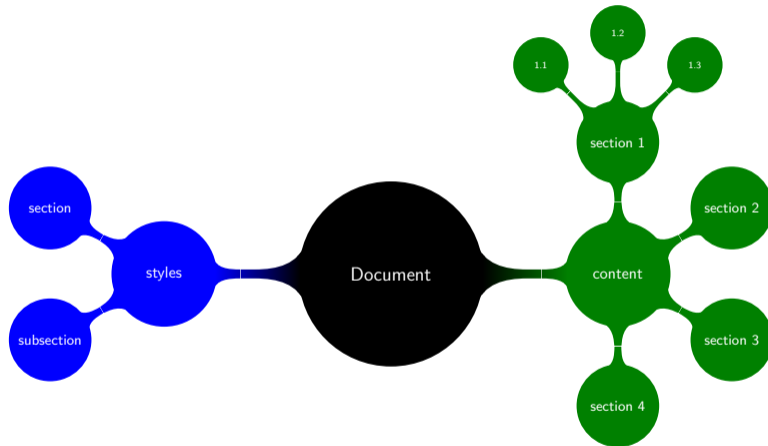 1.2
1.1
1.3
section 1
section
section 2
styles
Document
content
subsection
section 3
section 4